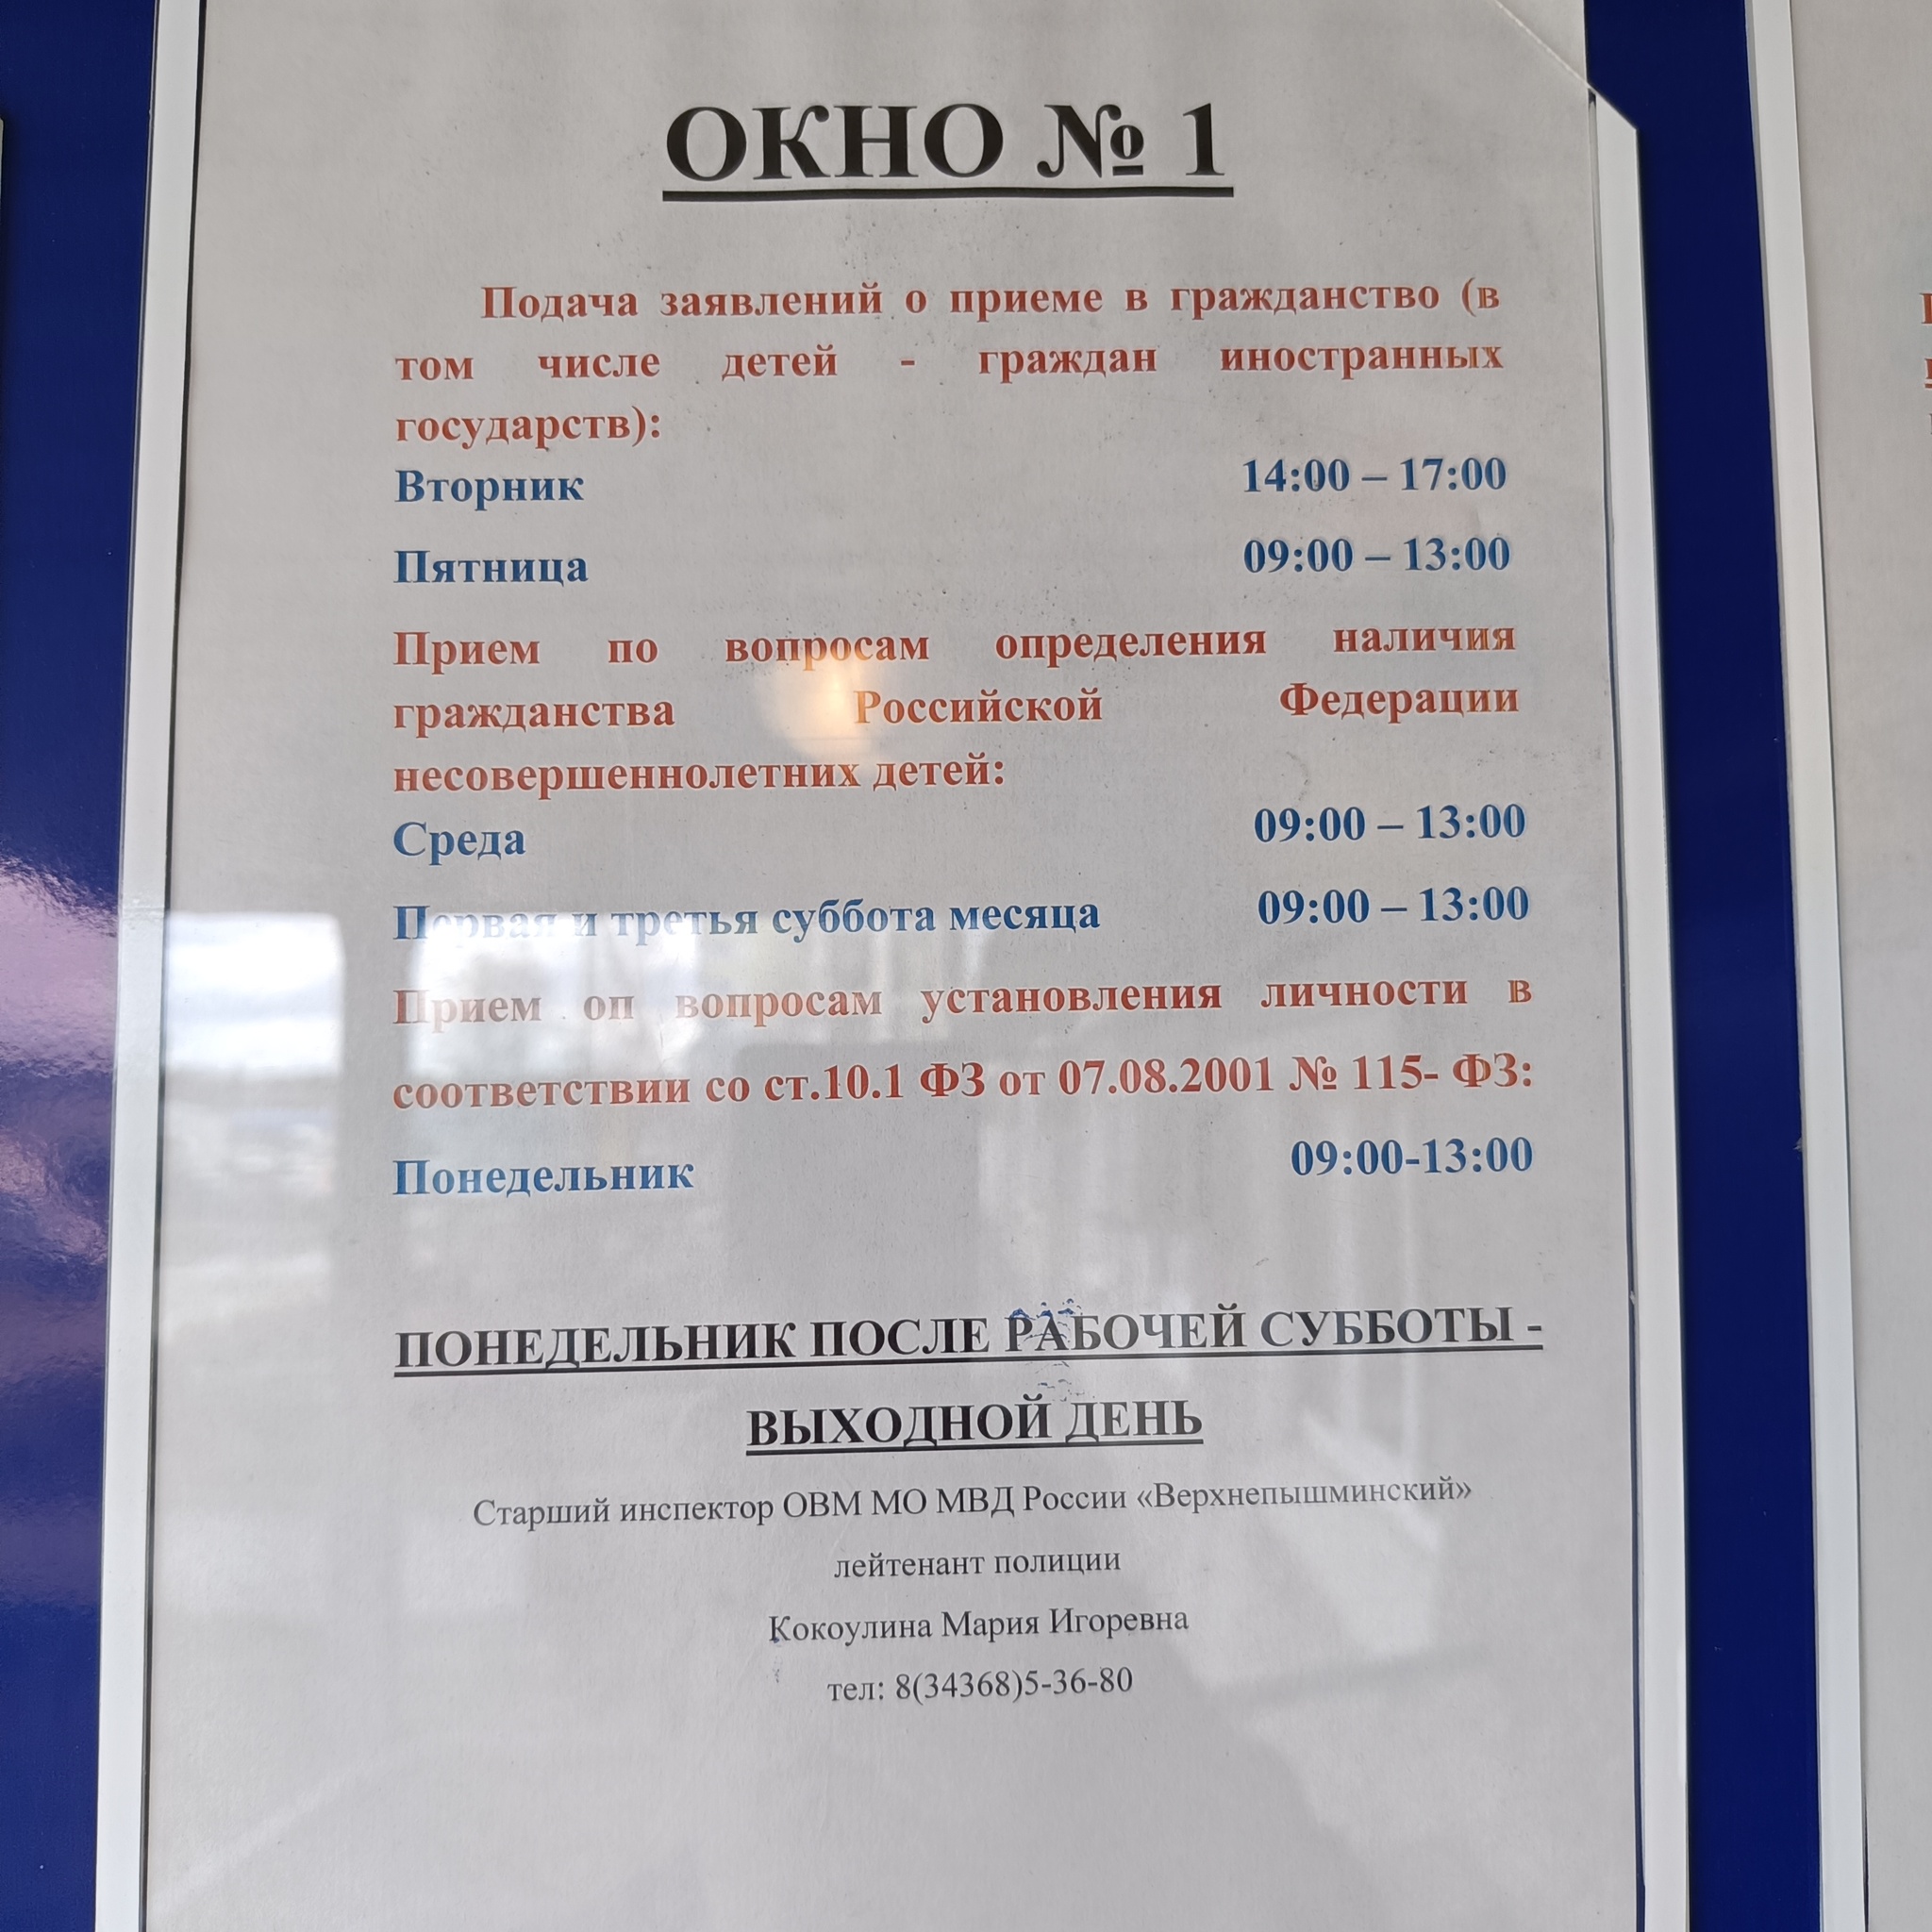 ОКНО № 1
Подача заявлений о приеме в гражданство (в
том числе детей - граждан иностранных
государств):
Вторник 14:00 – 17:00
Пятница 09:00 – 13:00
Прием по вопросам определения наличия
гражданства Российской Федерации
несовершеннолетних детей:
Среда 09:00 – 13:00
Первая и третья суббота месяца 09:00 – 13:00
Прием оп вопросам установления личности в
соответствии со ст.10.1 ФЗ от 07.08.2001 № 115- ФЗ:
Понедельник 09:00-13:00
ПОНЕДЕЛЬНИК ПОСЛЕ РАБОЧЕЙ СУББОТЫ -
ВЫХОДНОЙ ДЕНЬ
Старший инспектор ОВМ МО МВД России «Верхнепышминский»
лейтенант полиции
Кокоулина Мария Игоревна
тел: 8(34368)5-36-80